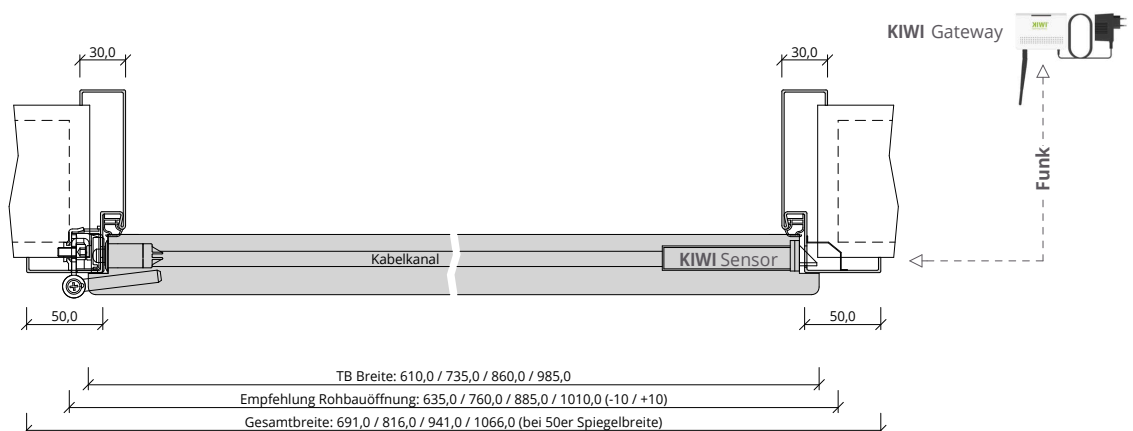 KIWI Gateway
KIWI
30,0
30,0
Funk
Kabelkanal
KIWI Sensor
50,0
50,0
TB Breite: 610,0 / 735,0 / 860,0 / 985,0
Empfehlung Rohbauöffnung: 635,0 / 760,0 / 885,0 / 1010,0 (-10 / +10)
Gesamtbreite: 691,0 / 816,0 / 941,0 / 1066,0 (bei 50er Spiegelbreite)